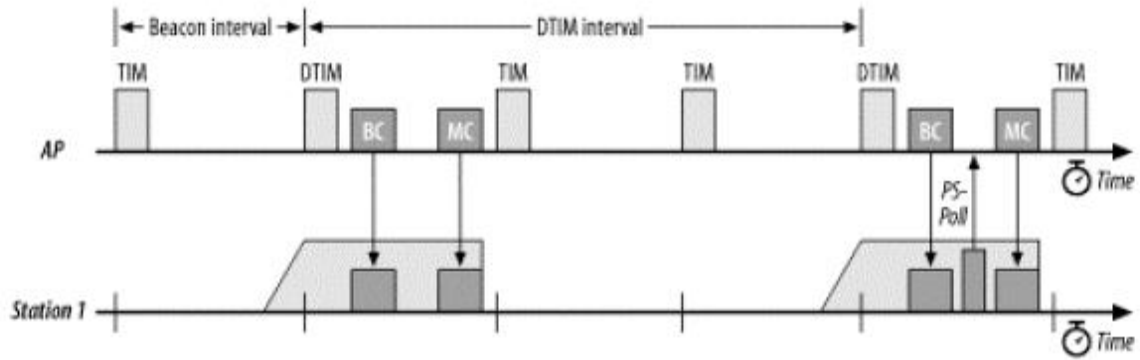 Beacon interval DTIM interval
TIM DTIM TIM TIM DTIM TIM
BC MC BC MC
AP
Time
PS-
Poll
Station 1
Time